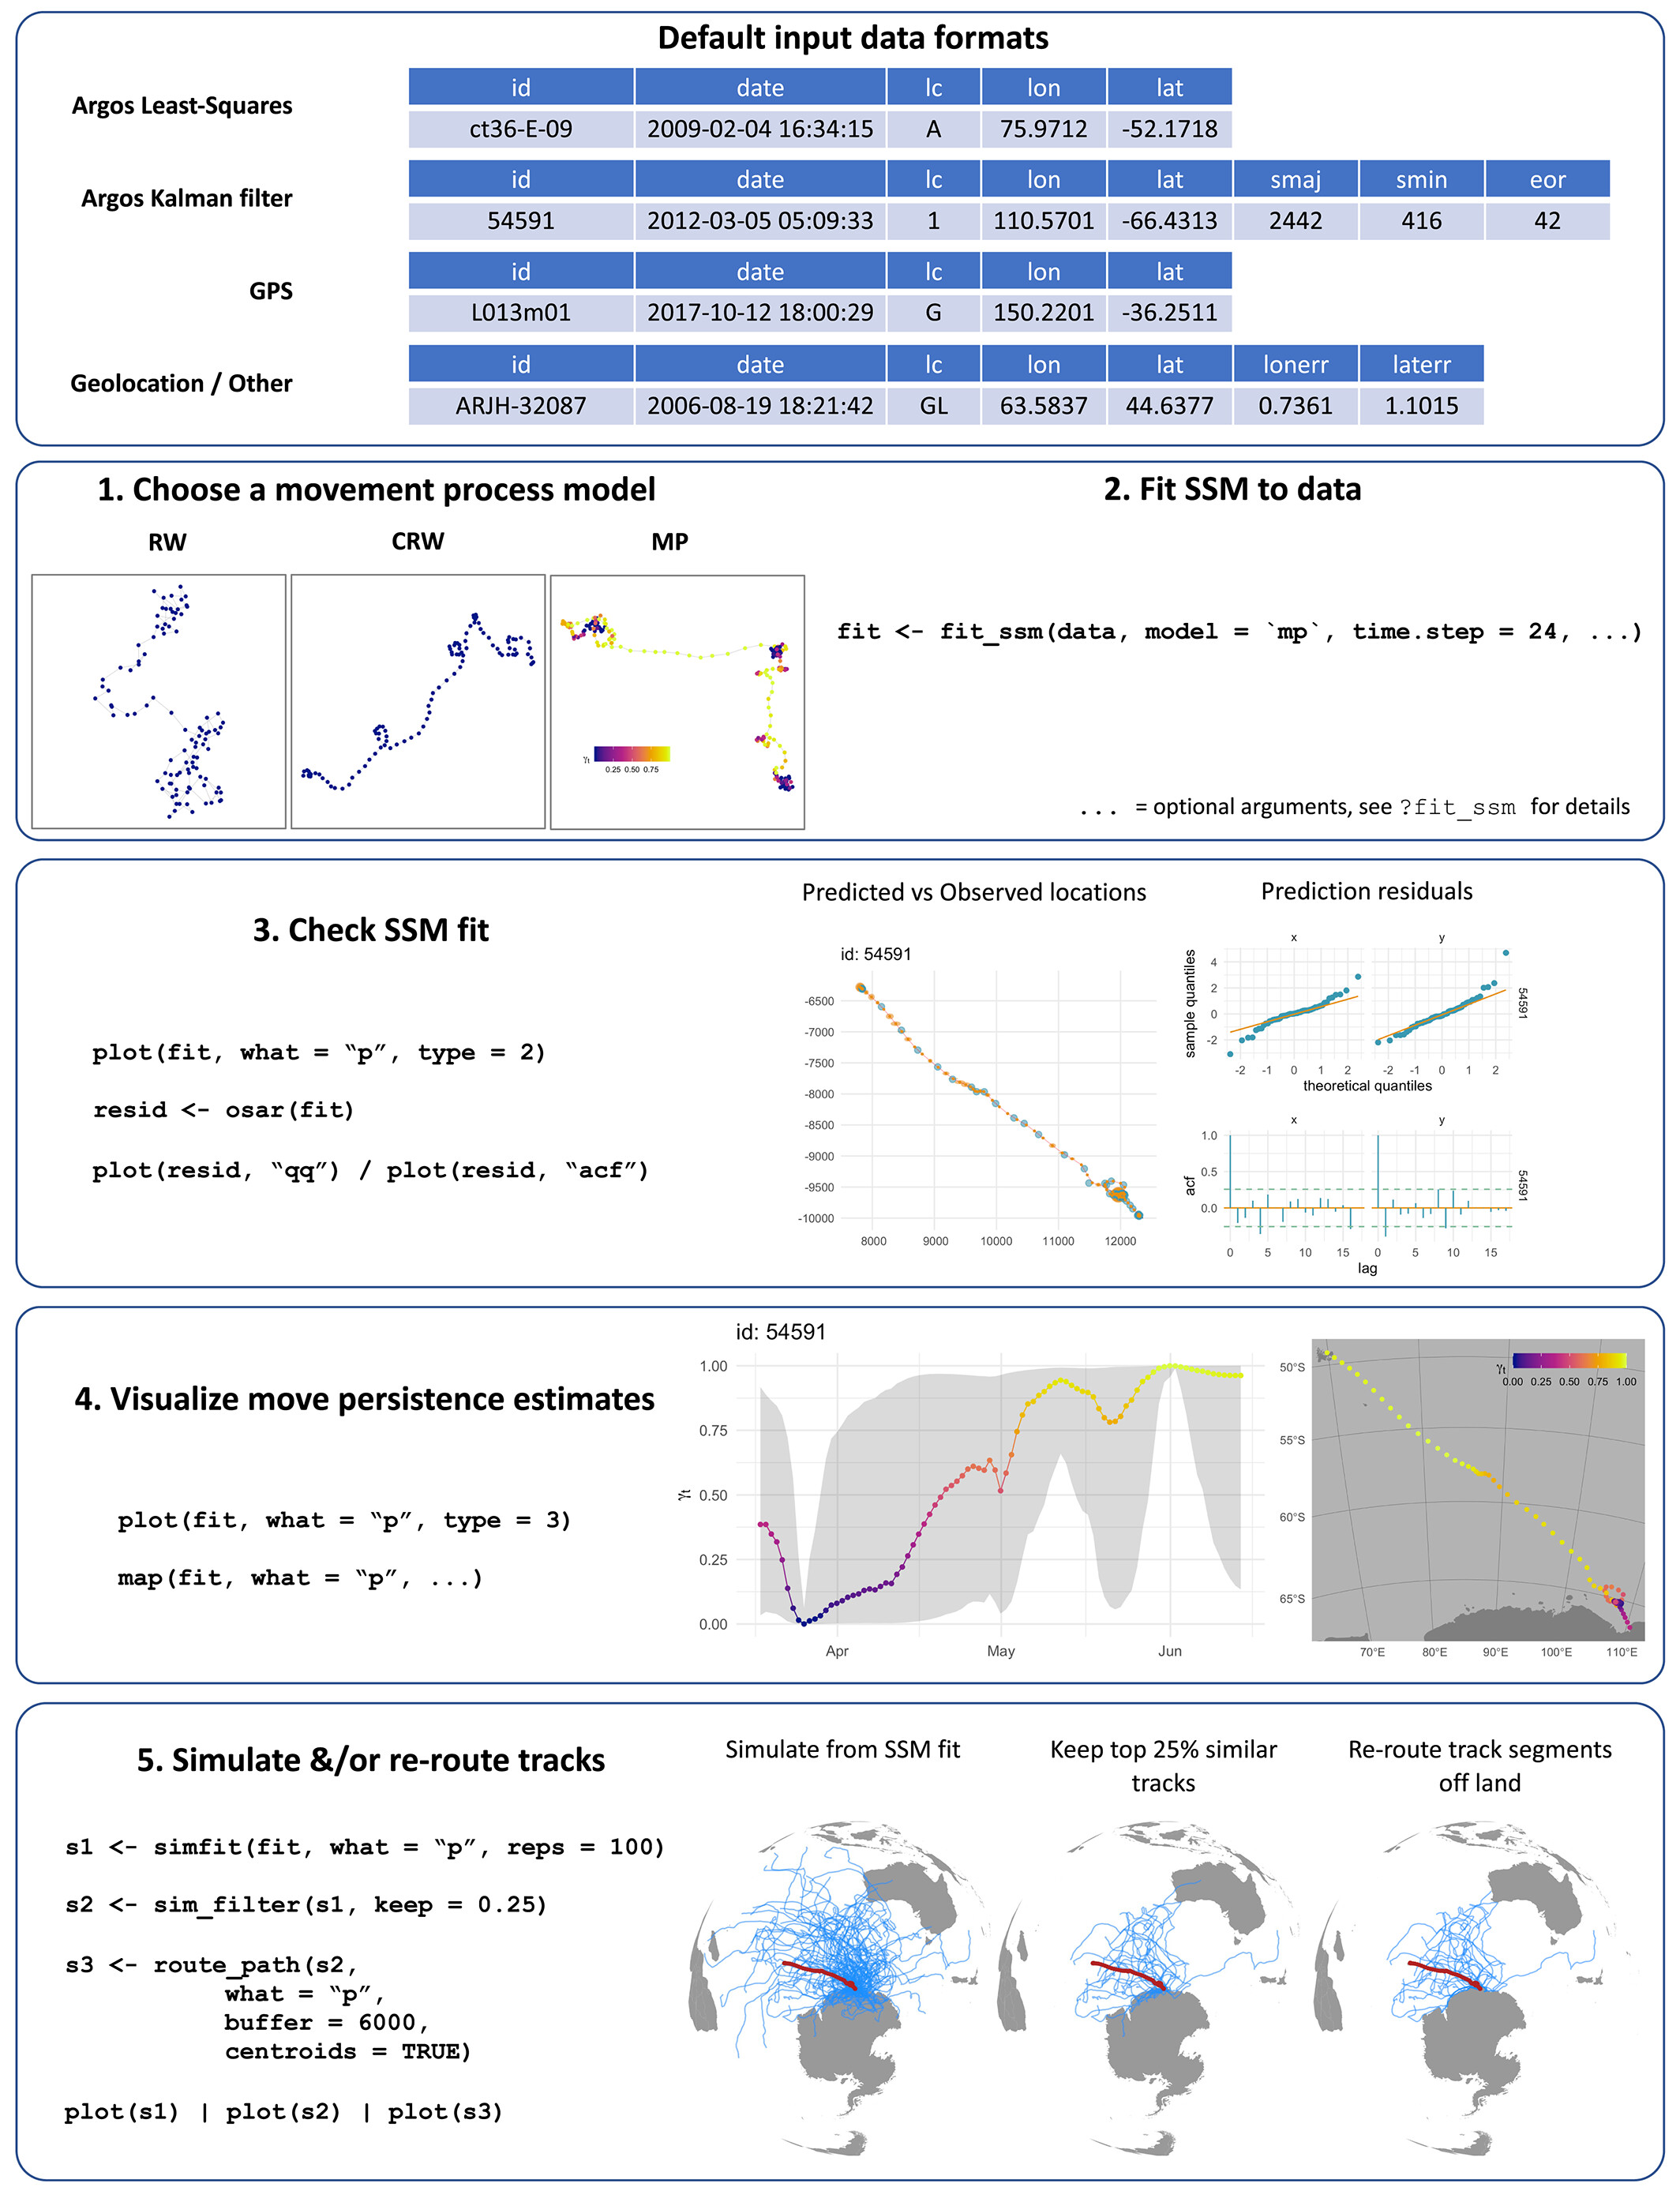 Default input data formats
Argos Least-Squares
id date lc lon lat
ct36-E-09 2009-02-04 16:34:15 A 75.9712 -52.1718
Argos Kalman filter
id date lc lon lat smaj smin eor
54591 2012-03-05 05:09:33 1 110.5701 -66.4313 2442 416 42
GPS
id date lc lon lat
L013m01 2017-10-12 18:00:29 G 150.2201 -36.2511
Geolocation / Other
id date lc lon lat lonerr laterr
ARJH-32087 2006-08-19 18:21:42 GL 63.5837 44.6377 0.7361 1.1015
1. Choose a movement process model
RW CRW MP
γt
0.25 0.50 0.75
2. Fit SSM to data
fit <- fit_ssm(data, model = `mp`, time.step = 24, ...)
... = optional arguments, see ?fit_ssm for details
3. Check SSM fit
plot(fit, what = “p”, type = 2)
resid <- osar(fit)
plot(resid, “qq”) / plot(resid, “acf”)
Predicted vs Observed locations
id: 54591
-6500
-7000
-7500
-8000
-8500
-9000
-9500
-10000
8000 9000 10000 11000 12000
Prediction residuals
x y
sample quantiles
4
2
0
-2
54591
-2 -1 0 1 2 -2 -1 0 1 2
theoretical quantiles
x y
acf
1.0
0.5
0.0
54591
0 5 10 15 0 5 10 15
lag
4. Visualize move persistence estimates
plot(fit, what = “p”, type = 3)
map(fit, what = “p”, ...)
id: 54591
γt
1.00
0.75
0.50
0.25
0.00
Apr May Jun
γt
0.00 0.25 0.50 0.75 1.00
50°S
55°S
60°S
65°S
70°E 80°E 90°E 100°E 110°E
5. Simulate &/or re-route tracks
s1 <- simfit(fit, what = “p”, reps = 100)
s2 <- sim_filter(s1, keep = 0.25)
s3 <- route_path(s2,
what = “p”,
buffer = 6000,
centroids = TRUE)
plot(s1) | plot(s2) | plot(s3)
Simulate from SSM fit
Keep top 25% similar
tracks
Re-route track segments
off land